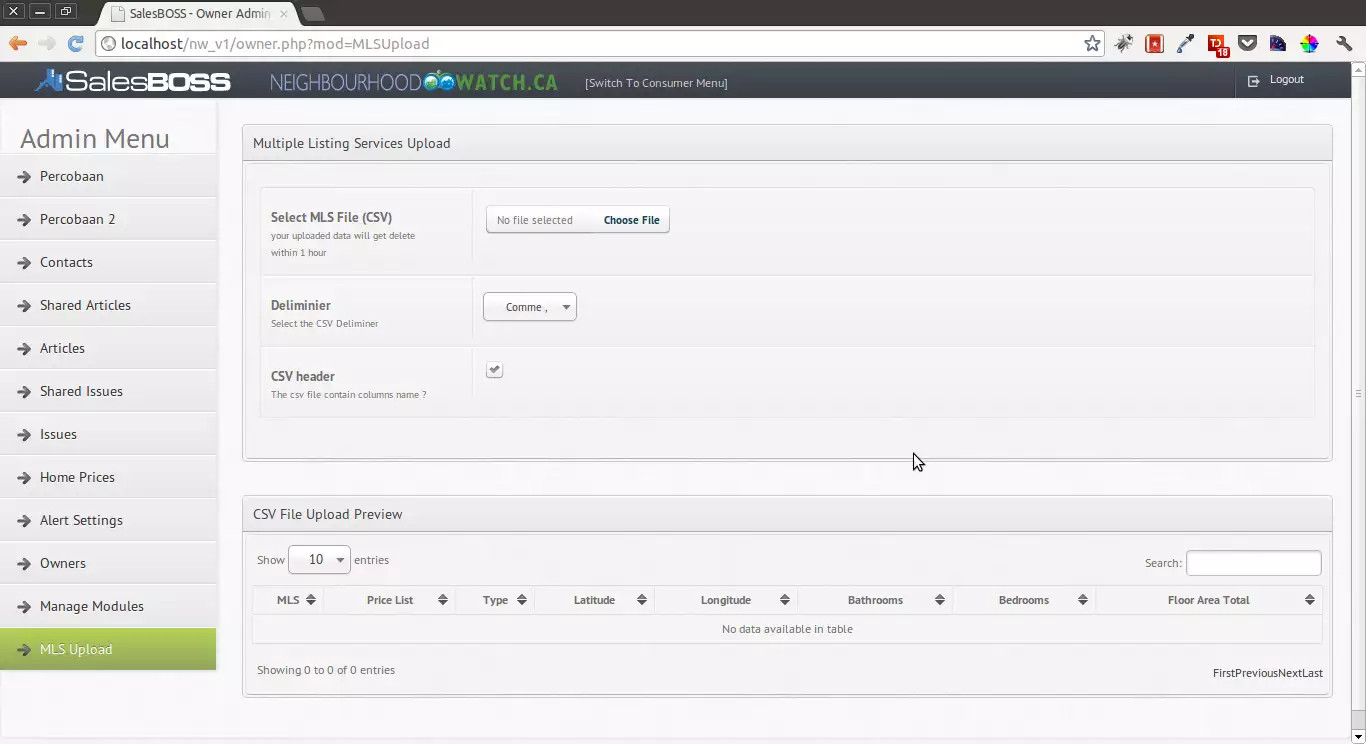 SalesBOSS - Owner Admin
localhost/nw_v1/owner.php?mod=MLSUpload
18
SalesBOSS NEIGHBOURHOOD WATCH.CA [Switch To Consumer Menu] Logout
Admin Menu
Percobaan
Percobaan 2
Contacts
Shared Articles
Articles
Shared Issues
Issues
Home Prices
Alert Settings
Owners
Manage Modules
MLS Upload
Multiple Listing Services Upload
Select MLS File (CSV)
your uploaded data will get delete
within 1 hour
No file selected Choose File
Deliminier
Select the CSV Deliminer
Comme ,
CSV header
The csv file contain columns name ?
CSV File Upload Preview
Show 10 entries
Search:
MLS Price List Type Latitude Longitude Bathrooms Bedrooms Floor Area Total
No data available in table
Showing 0 to 0 of 0 entries
FirstPreviousNextLast